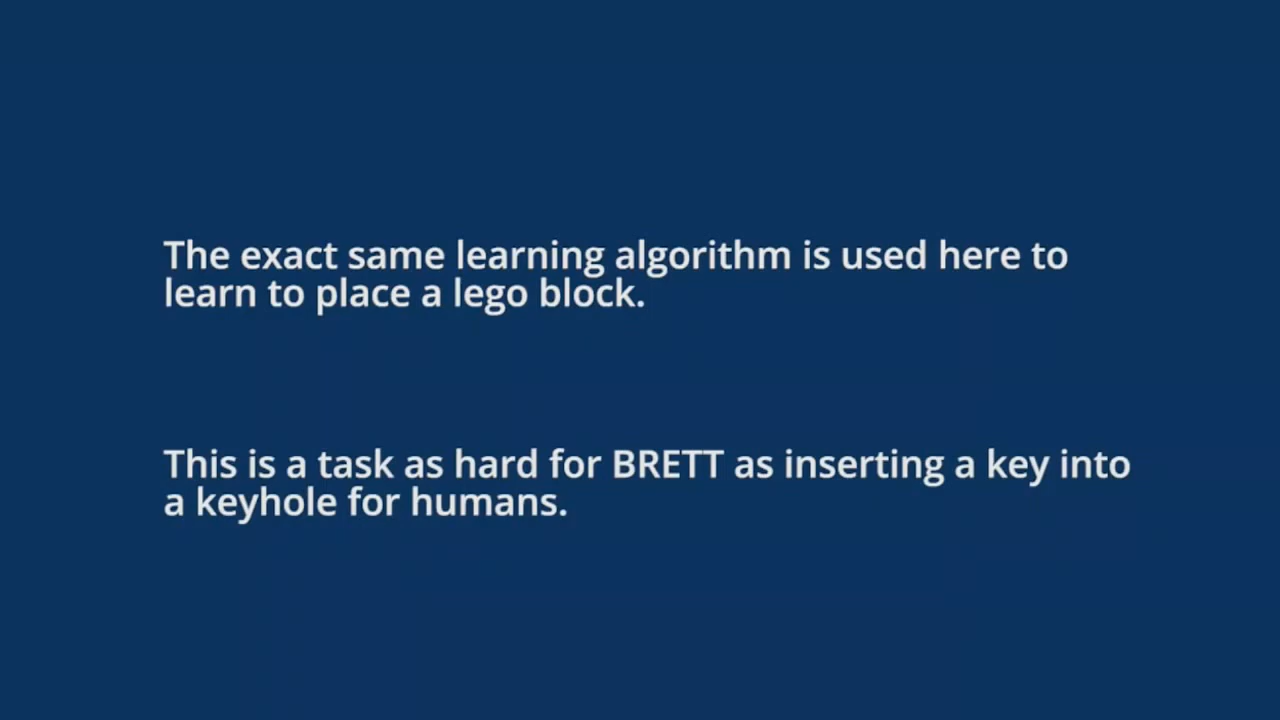 The exact same learning algorithm is used here to
learn to place a lego block.
This is a task as hard for BRETT as inserting a key into
a keyhole for humans.